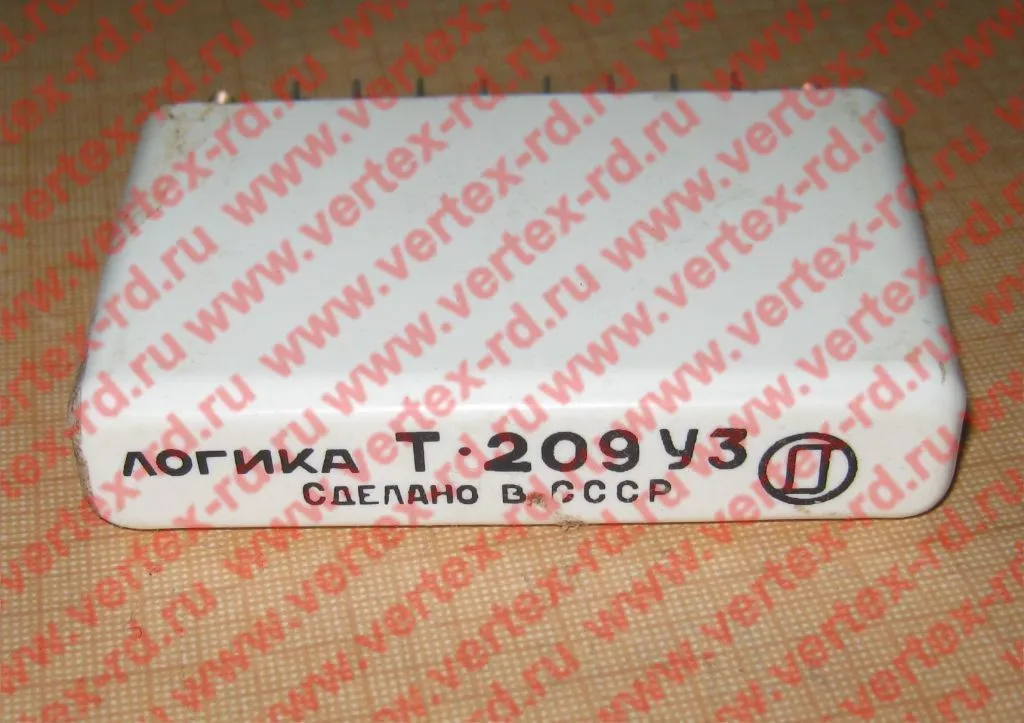 ЛОГИКА Т·209 У3
СДЕЛАНО В СССР
www.vertex-rd.ru